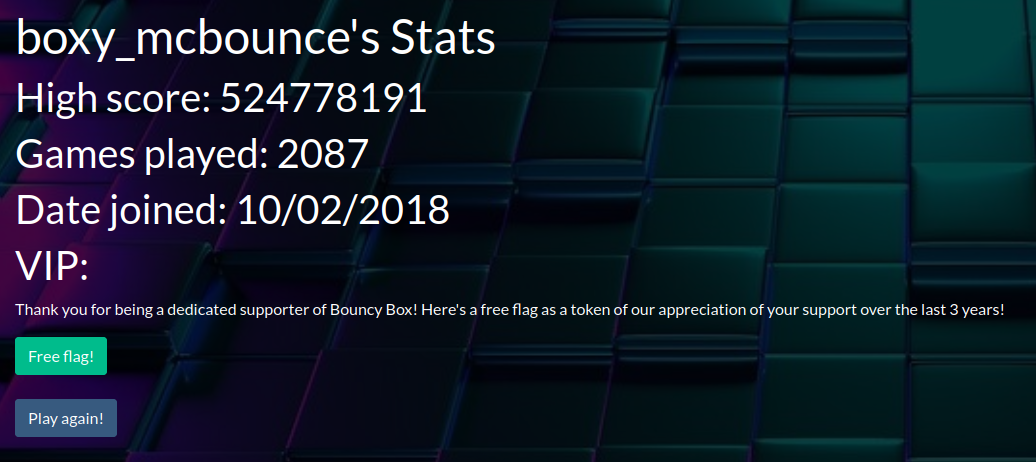 boxy_mcbounce's Stats
High score: 524778191
Games played: 2087
Date joined: 10/02/2018
VIP:
Thank you for being a dedicated supporter of Bouncy Box! Here's a free flag as a token of our appreciation of your support over the last 3 years!
Free flag!
Play again!